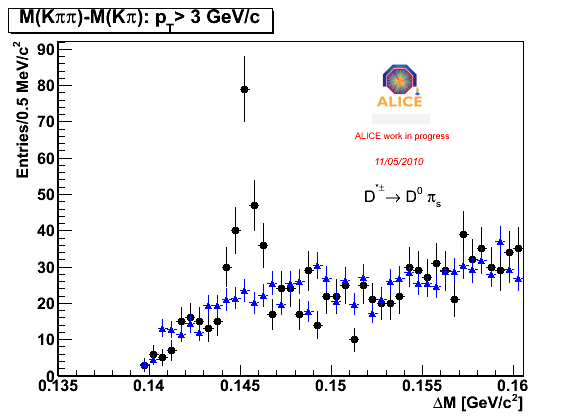 M(Kππ)-M(Kπ): p_T> 3 GeV/c
Entries/0.5 MeV/c²
90
80
70
60
50
40
30
20
10
0
ALICE
ALICE work in progress
11/05/2010
D*± → D⁰ π_s
0.135 0.14 0.145 0.15 0.155 0.16
ΔM [GeV/c²]